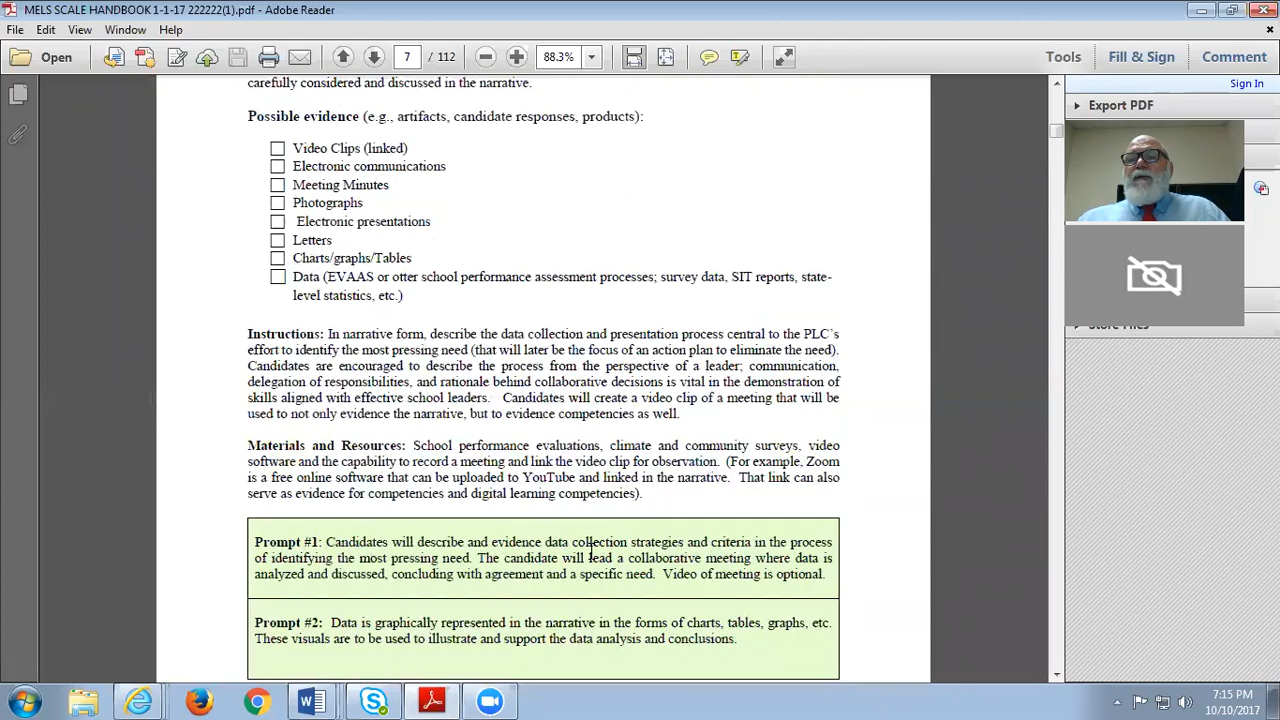 MELS SCALE HANDBOOK 1-1-17 222222(1).pdf - Adobe Reader
File Edit View Window Help
Open 7 / 112 88.3% Tools Fill & Sign Comment
Sign In
Export PDF
carefully considered and discussed in the narrative.
Possible evidence (e.g., artifacts, candidate responses, products):
Video Clips (linked)
Electronic communications
Meeting Minutes
Photographs
Electronic presentations
Letters
Charts/graphs/Tables
Data (EVAAS or otter school performance assessment processes; survey data, SIT reports, state-
level statistics, etc.)
Store Files
Instructions: In narrative form, describe the data collection and presentation process central to the PLC`s
effort to identify the most pressing need (that will later be the focus of an action plan to eliminate the need).
Candidates are encouraged to describe the process from the perspective of a leader; communication,
delegation of responsibilities, and rationale behind collaborative decisions is vital in the demonstration of
skills aligned with effective school leaders. Candidates will create a video clip of a meeting that will be
used to not only evidence the narrative, but to evidence competencies as well.
Materials and Resources: School performance evaluations, climate and community surveys, video
software and the capability to record a meeting and link the video clip for observation. (For example, Zoom
is a free online software that can be uploaded to YouTube and linked in the narrative. That link can also
serve as evidence for competencies and digital learning competencies).
Prompt #1: Candidates will describe and evidence data collection strategies and criteria in the process
of identifying the most pressing need. The candidate will lead a collaborative meeting where data is
analyzed and discussed, concluding with agreement and a specific need. Video of meeting is optional.
Prompt #2: Data is graphically represented in the narrative in the forms of charts, tables, graphs, etc.
These visuals are to be used to illustrate and support the data analysis and conclusions.
7:15 PM
10/10/2017